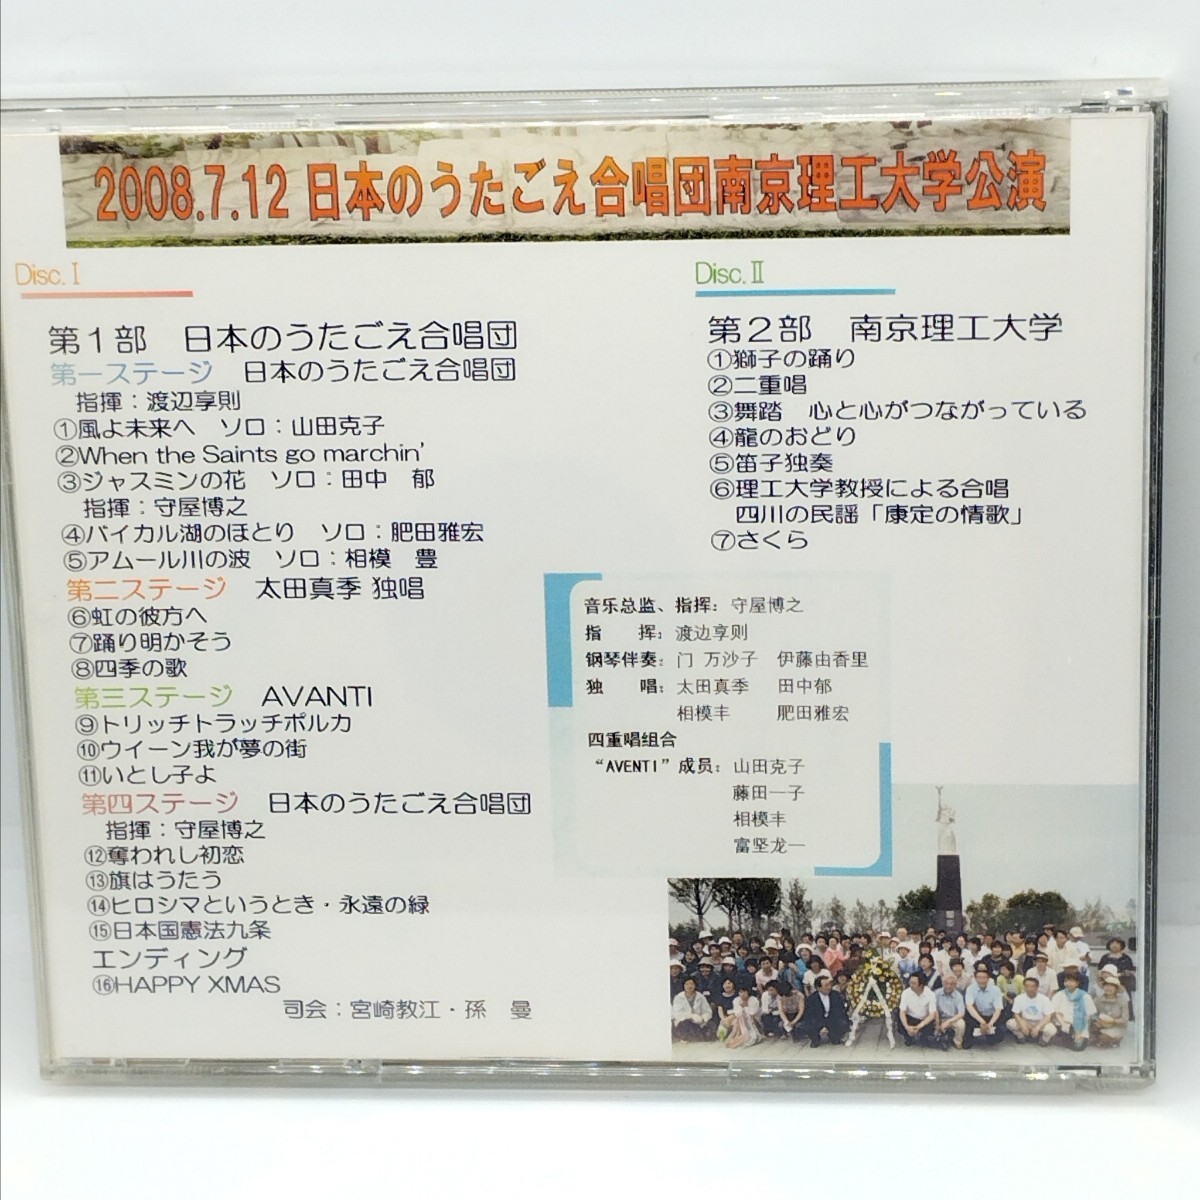 2008.7.12 日本のうたごえ合唱団南京理工大学公演
Disc.Ⅰ
第1部　日本のうたごえ合唱団
第一ステージ　日本のうたごえ合唱団
指揮：渡辺享則
①風よ未来へ　ソロ：山田克子
②When the Saints go marchin'
③ジャスミンの花　ソロ：田中　郁
指揮：守屋博之
④バイカル湖のほとり　ソロ：肥田雅宏
⑤アムール川の波　ソロ：相模　豊
第二ステージ　太田真季 独唱
⑥虹の彼方へ
⑦踊り明かそう
⑧四季の歌
第三ステージ　AVANTI
⑨トリッチトラッチポルカ
⑩ウイーン我が夢の街
⑪いとし子よ
第四ステージ　日本のうたごえ合唱団
指揮：守屋博之
⑫奪われし初恋
⑬旗はうたう
⑭ヒロシマというとき・永遠の緑
⑮日本国憲法九条
エンディング
⑯HAPPY XMAS
司会：宮崎教江・孫　曼
Disc.Ⅱ
第2部　南京理工大学
①獅子の踊り
②二重唱
③舞踏　心と心がつながっている
④龍のおどり
⑤笛子独奏
⑥理工大学教授による合唱
四川の民謡「康定の情歌」
⑦さくら
音乐总监、指挥：守屋博之
指　　挥：渡边享则
钢琴伴奏：门 万沙子　伊藤由香里
独　　唱：太田真季　田中郁
相模丰　肥田雅宏
四重唱组合
“AVENTI”成员：山田克子
藤田一子
相模丰
富坚龙一